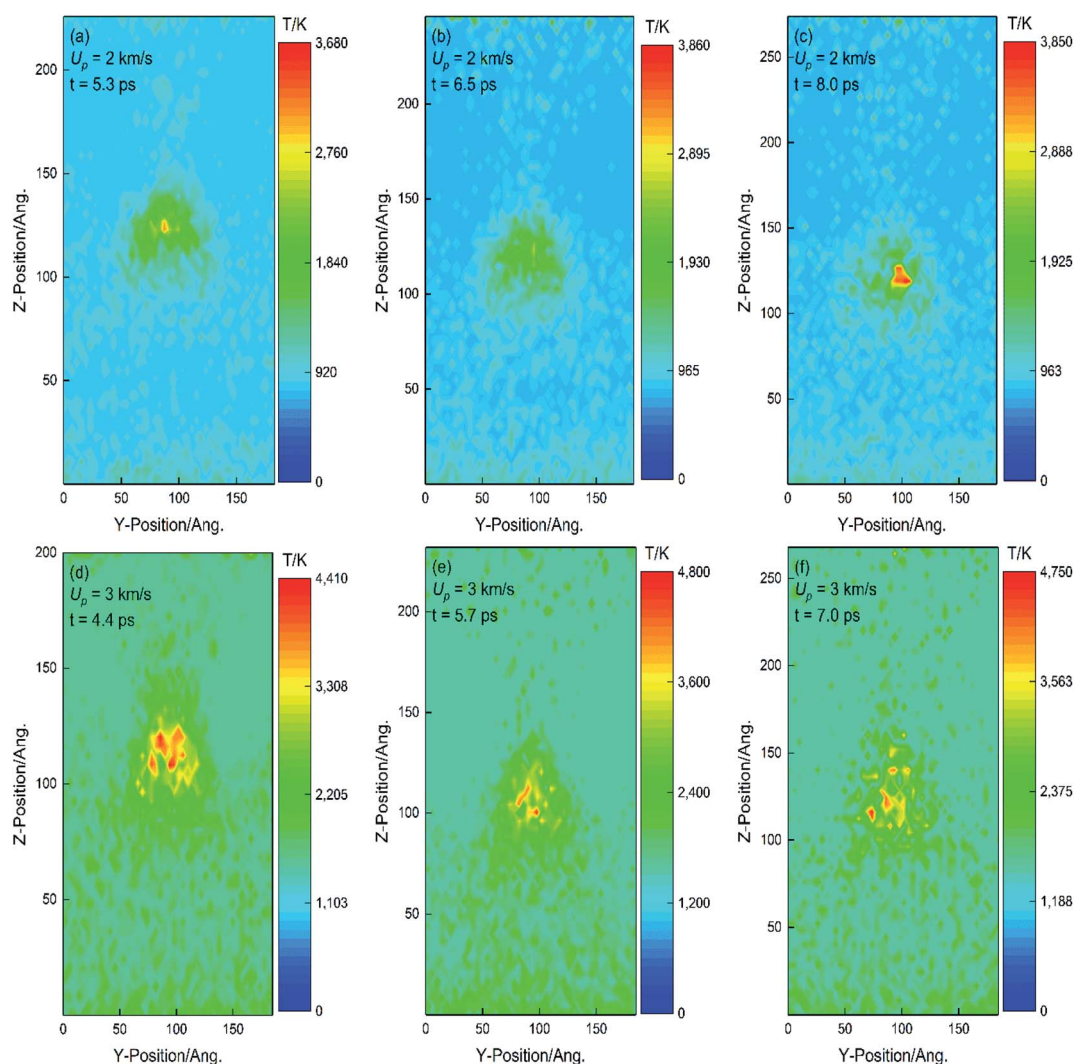 T/K
(a)
U_p = 2 km/s
t = 5.3 ps
3,680
2,760
1,840
920
0
200
150
100
50
Z-Position/Ang.
0 50 100 150
Y-Position/Ang.
T/K
(b)
U_p = 2 km/s
t = 6.5 ps
3,860
2,895
1,930
965
0
200
150
100
50
Z-Position/Ang.
0 50 100 150
Y-Position/Ang.
T/K
(c)
U_p = 2 km/s
t = 8.0 ps
3,850
2,888
1,925
963
0
250
200
150
100
50
Z-Position/Ang.
0 50 100 150
Y-Position/Ang.
T/K
(d)
U_p = 3 km/s
t = 4.4 ps
4,410
3,308
2,205
1,103
0
200
150
100
50
Z-Position/Ang.
0 50 100 150
Y-Position/Ang.
T/K
(e)
U_p = 3 km/s
t = 5.7 ps
4,800
3,600
2,400
1,200
0
200
150
100
50
Z-Position/Ang.
0 50 100 150
Y-Position/Ang.
T/K
(f)
U_p = 3 km/s
t = 7.0 ps
4,750
3,563
2,375
1,188
0
250
200
150
100
50
Z-Position/Ang.
0 50 100 150
Y-Position/Ang.